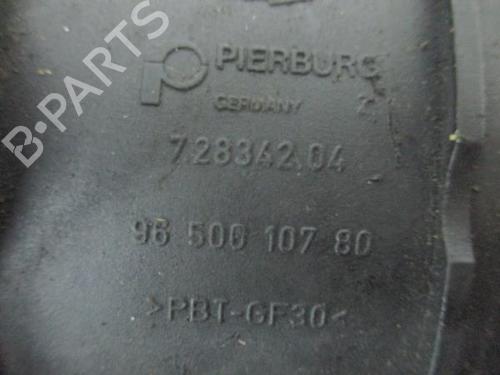 PIERBURG
GERMANY
7.28342.04
96 500 107 80
>PBT-GF30<
B-PARTS